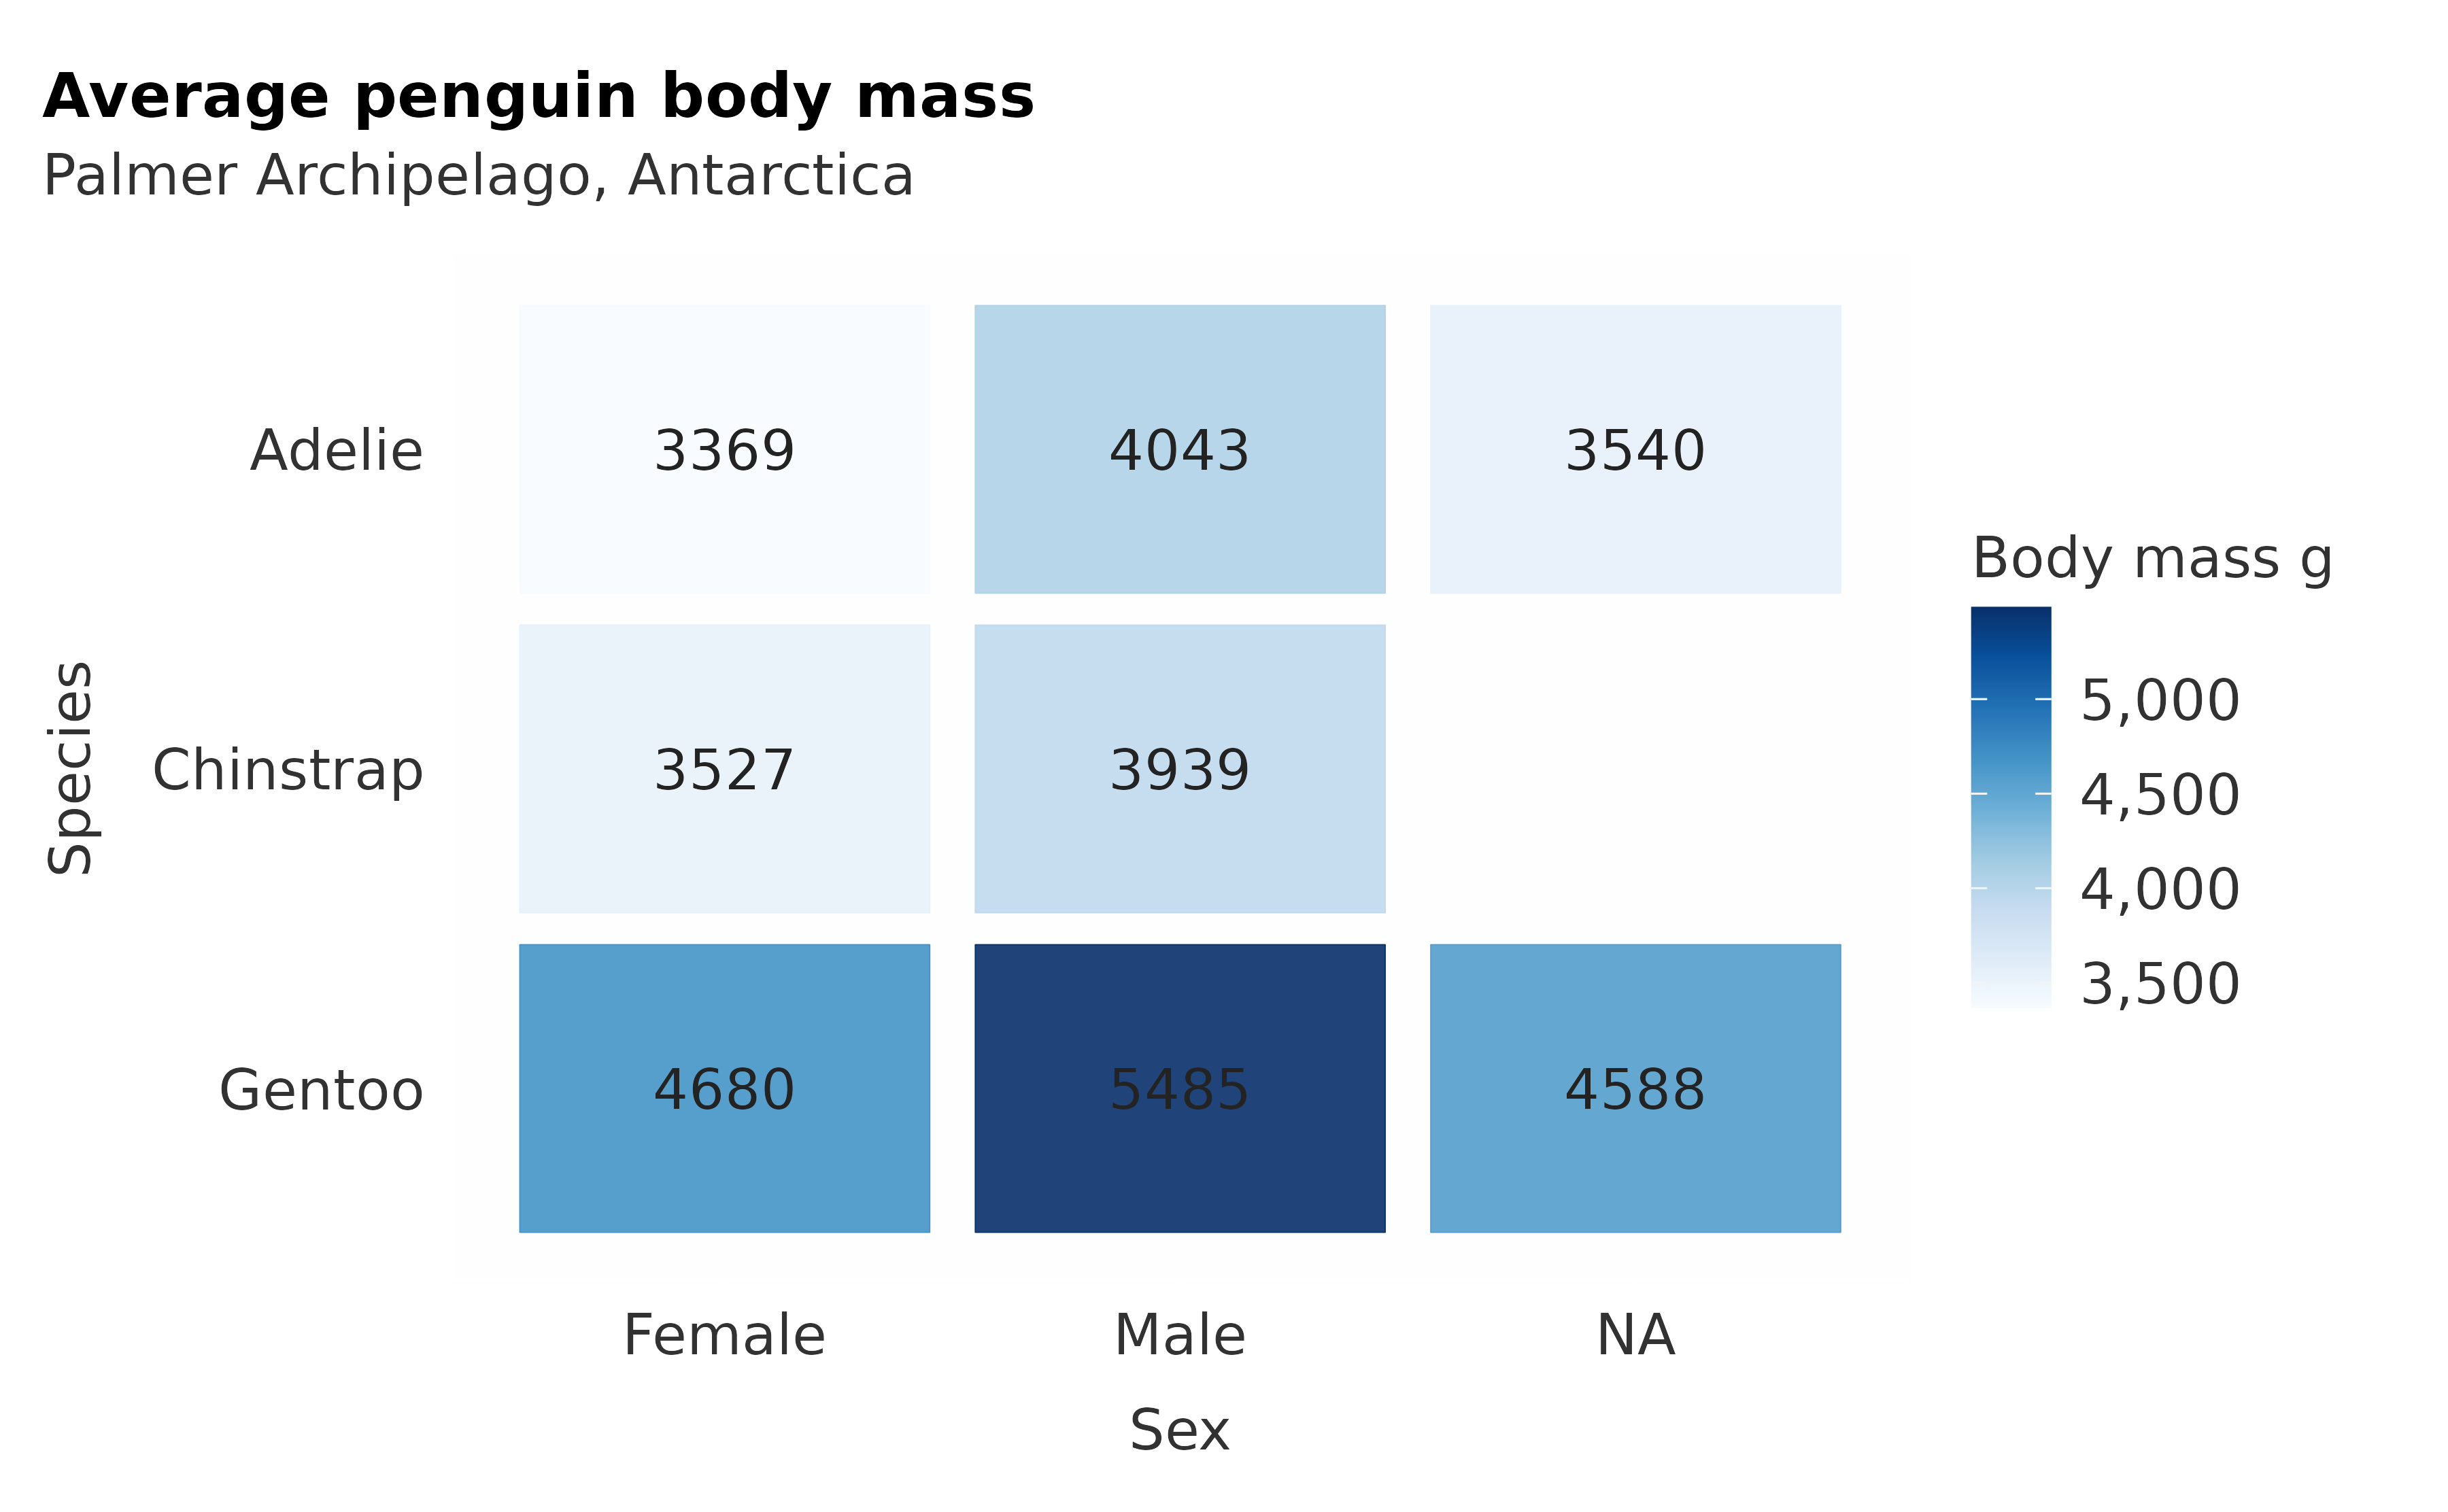 Average penguin body mass
Palmer Archipelago, Antarctica
Species
Adelie 3369 4043 3540
Chinstrap 3527 3939
Gentoo 4680 5485 4588
Female Male NA
Sex
Body mass g
5,000
4,500
4,000
3,500